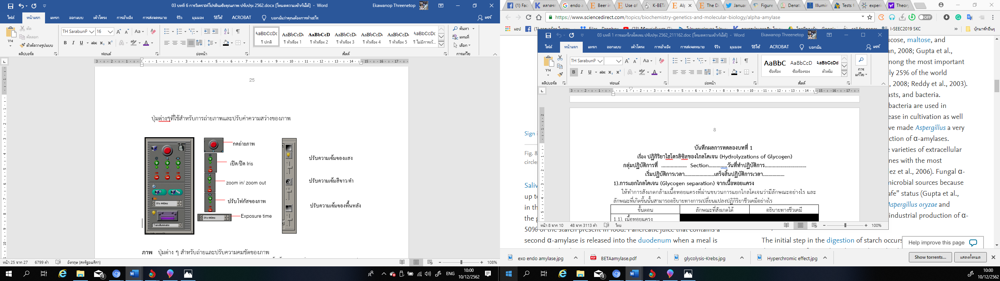 03 บทที่ 6 การวิเคราะห์โปรตีนเชิงคุณภาพ ปรับปรุง 2562.docx [โหมดความเข้ากันได้] - Word
Ekawanop Threenetop
ไฟล์ หน้าแรก แทรก ออกแบบ เค้าโครง การอ้างอิง การส่งจดหมาย รีวิว มุมมอง วิธีใช้ ACROBAT บอกฉันว่าคุณต้องการทำอะไร แชร์
วาง
ตัด
คัดลอก
ตัวคัดวางรูปแบบ
คลิปบอร์ด
TH SarabunP 16
ฟอนต์
ย่อหน้า
¶ ปกติ ¶ หัวเรื่อง 1 ¶ หัวเรื่อง 2 ¶ หัวเรื่อง 3 ¶ หัวเรื่อง 4 ¶ หัวเรื่อง 5 ¶ ไม่มีการเว้...
สไตล์
ค้นหา
แทนที่
เลือก
การแก้ไข
25
ปุ่มต่างๆที่ใช้สำหรับการถ่ายภาพและปรับค่าความสว่างของภาพ
กดถ่ายภาพ
เปิด/ปิด Iris
zoom in/ zoom out
ปรับโฟกัสของภาพ
Exposure time
01s 440ms
01s 440ms
Transilluminator
ปรับความเข้มของแสง
ปรับความเข้มสีขาว/ดำ
ปรับความเข้มของพื้นหลัง
ภาพ ปุ่มต่าง ๆ สำหรับถ่ายและปรับความคมชัดของภาพ
หน้า 25 จาก 27 6799 คำ อังกฤษ (สหรัฐอเมริกา) 108%
ENG 10:00
10/12/2562
(1) Fac ตลาดร endo a Beer in Use of K-BETA Alp The Di Januar Figure Denat Illumin Tests f experi Theory
https://www.sciencedirect.com/topics/biochemistry-genetics-and-molecular-biology/alpha-amylase
OFF
แอป I-SEEC2019 SKC บุ๊กมาร์กอื่นๆ
03 บทที่ 1 การแยกไกลโคเจน ปรับปรุง 2562_211162.doc [โหมดความเข้ากันได้] - Word
Ekawanop Threenetop
ไฟล์ หน้าแรก แทรก ออกแบบ เค้าโครง การอ้างอิง การส่งจดหมาย รีวิว มุมมอง วิธีใช้ ACROBAT บอกฉัน แชร์
วาง
คลิปบอร์ด
TH SarabunP
ฟอนต์
ย่อหน้า
ชื่อเรื่อง ชื่อเรื่องรอง ตัวเข้ม
สไตล์
การแก้ไข
8
บันทึกผลการทดลองบทที่ 1
เรื่อง ปฏิกิริยาไฮโดรลิซิสของไกลโคเจน (Hydrolyzations of Glycogen)
กลุ่มปฏิบัติการที่ ................... Section..............วันที่ทำปฏิบัติการ...............................
เริ่มปฏิบัติการเวลา......................เสร็จสิ้นปฏิบัติการเวลา................
1).การแยกไกลโคเจน (Glycogen separation) จากเนื้อหอยแครง
ให้ทำการสังเกตกล้ามเนื้อหอยแครงที่ผ่านขบวนการแยกไกลโคเจนว่ามีลักษณะอย่างไร และ
ลักษณะที่เกิดขึ้นนั้นสามารถอธิบายทางการเปลี่ยนแปลงปฏิกิริยาชีวเคมีอย่างไร
ขั้นตอน ลักษณะที่สังเกตได้ อธิบายทางชีวเคมี
1.1). เนื้อหอยแครง
หน้า 8 จาก 10 48 จาก 3113 คำ ไทย 100%
Sign i
Fig. 8
circle
Saliv
up to
in th
the g
50% of the starch present in food. Pancreatic juice that contains a
second α-amylase is released into the duodenum when a meal is
ucose, maltose, and
an, 2008; Gupta et al.,
mong the most important
ly 25% of the world
, 2008; Reddy et al., 2003).
asts, and bacteria.
bacteria are used in
ease in cultivation as well
ve made Aspergillus a very
ction of α-amylases.
e varieties of extracellular
nes with the most
ez et al., 2006). Fungal α-
microbial sources because
afe” status (Gupta et al.,
Aspergillus oryzae and
industrial production of α-
The initial step in the digestion of starch occurs
Help improve this page
exo endo amylase.jpg BETAamylase.pdf glycolysis-Krebs.jpg Hyperchromic effect.jpg Show torrents... แสดงทั้งหมด
10:00
10/12/2562